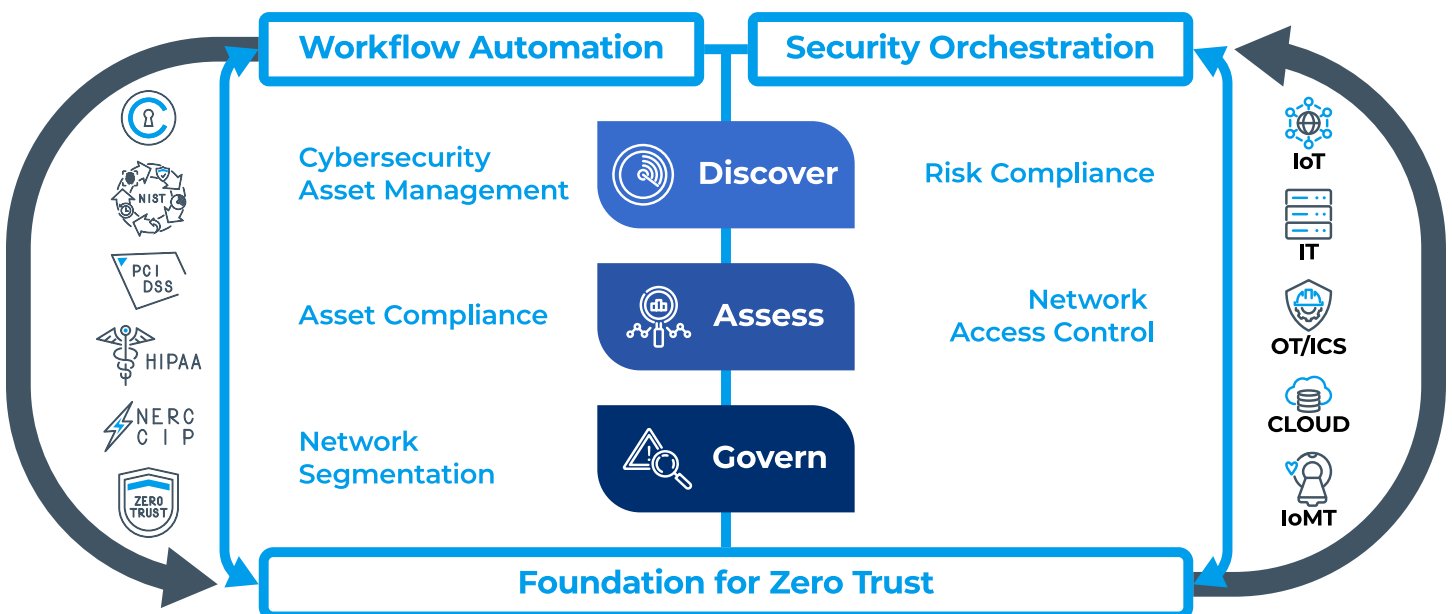 Workflow Automation
Security Orchestration
NIST
PCI
DSS
HIPAA
NERC
CIP
ZERO
TRUST
Cybersecurity
Asset Management
Asset Compliance
Network
Segmentation
Discover
Assess
Govern
Risk Compliance
Network
Access Control
IoT
IT
OT/ICS
CLOUD
IoMT
Foundation for Zero Trust